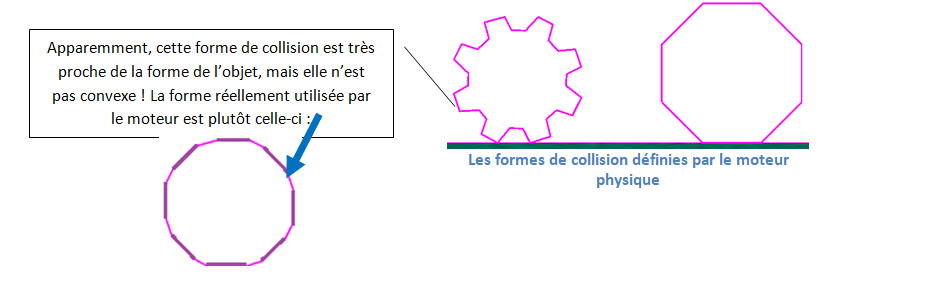 Apparemment, cette forme de collision est très
proche de la forme de l’objet, mais elle n’est
pas convexe ! La forme réellement utilisée par
le moteur est plutôt celle-ci :
Les formes de collision définies par le moteur
physique